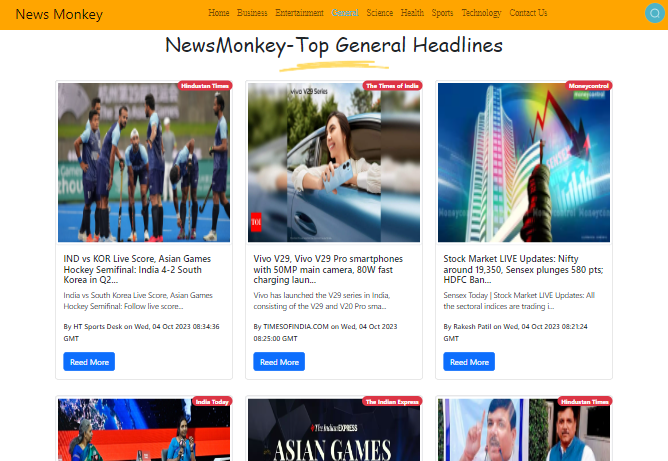 News Monkey
Home Business Entertainment General Science Health Sports Technology Contact Us
NewsMonkey-Top General Headlines
Hindustan Times
The Times of India
Moneycontrol
vivo V29 Series
TOI
moneycontrol
IND vs KOR Live Score, Asian Games
Hockey Semifinal: India 4-2 South
Korea in Q2...
India vs South Korea Live Score, Asian Games
Hockey Semifinal: Follow live score...
By HT Sports Desk on Wed, 04 Oct 2023 08:34:36
GMT
Reed More
Vivo V29, Vivo V29 Pro smartphones
with 50MP main camera, 80W fast
charging laun...
Vivo has launched the V29 series in India,
consisting of the V29 and V20 Pro sma...
By TIMESOFINDIA.COM on Wed, 04 Oct 2023
08:25:00 GMT
Reed More
Stock Market LIVE Updates: Nifty
around 19,350, Sensex plunges 580 pts;
HDFC Ban...
Sensex Today | Stock Market LIVE Updates: All
the sectoral indices are trading i...
By Rakesh Patil on Wed, 04 Oct 2023 08:21:24
GMT
Reed More
India Today
The Indian Express
Hindustan Times
The Indian EXPRESS
ASIAN GAMES